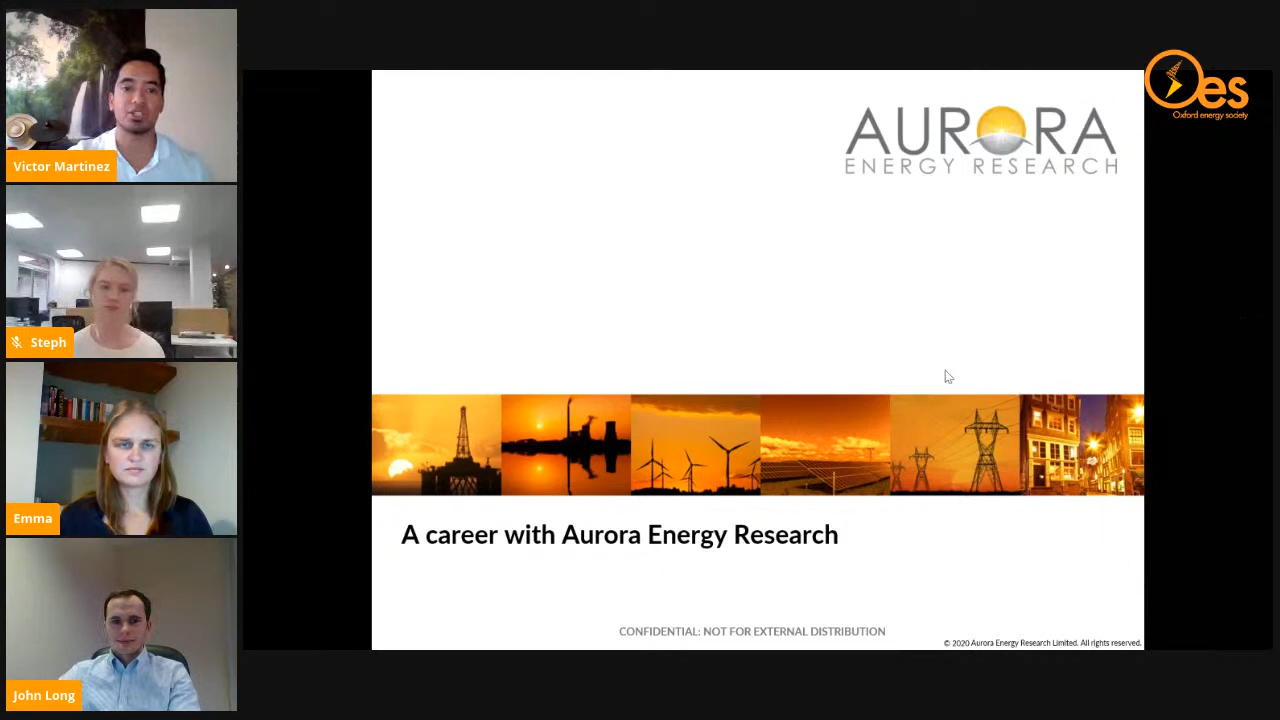 Victor Martinez
Steph
Emma
John Long
Oes
Oxford energy society
AURORA
ENERGY RESEARCH
A career with Aurora Energy Research
CONFIDENTIAL: NOT FOR EXTERNAL DISTRIBUTION
© 2020 Aurora Energy Research Limited. All rights reserved.